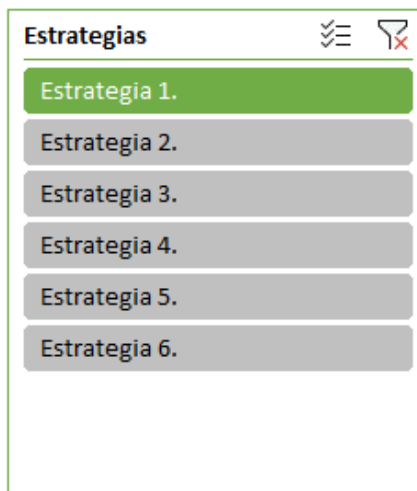 Estrategias
Estrategia 1.
Estrategia 2.
Estrategia 3.
Estrategia 4.
Estrategia 5.
Estrategia 6.